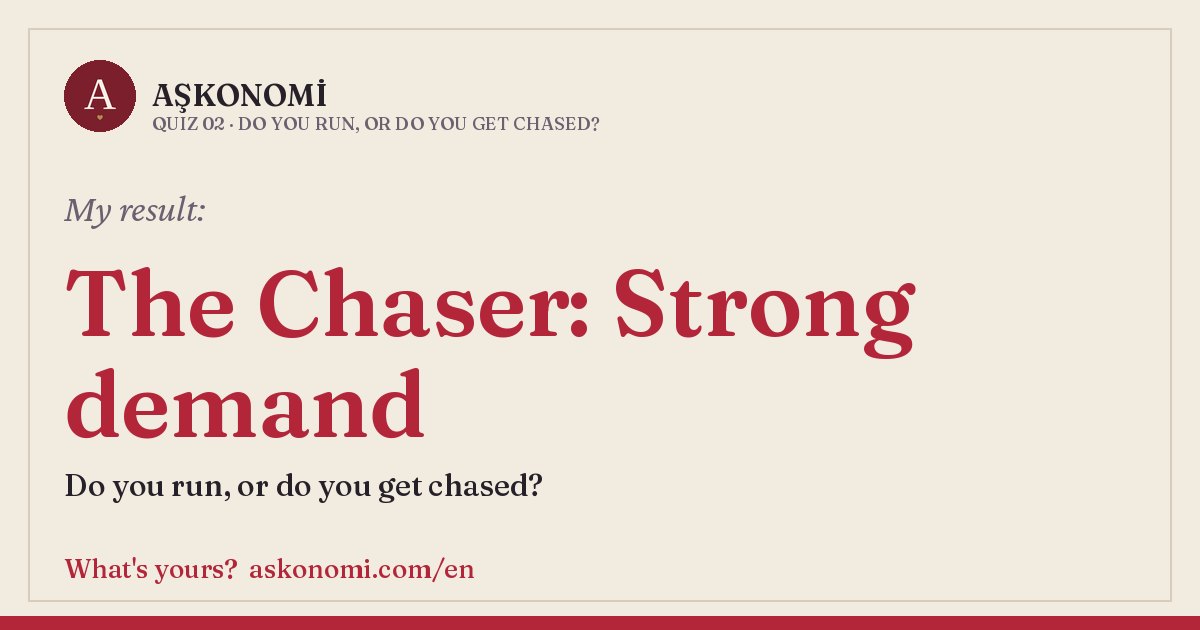 A
AŞKONOMİ
QUIZ 02 · DO YOU RUN, OR DO YOU GET CHASED?
My result:
The Chaser: Strong
demand
Do you run, or do you get chased?
What's yours? askonomi.com/en